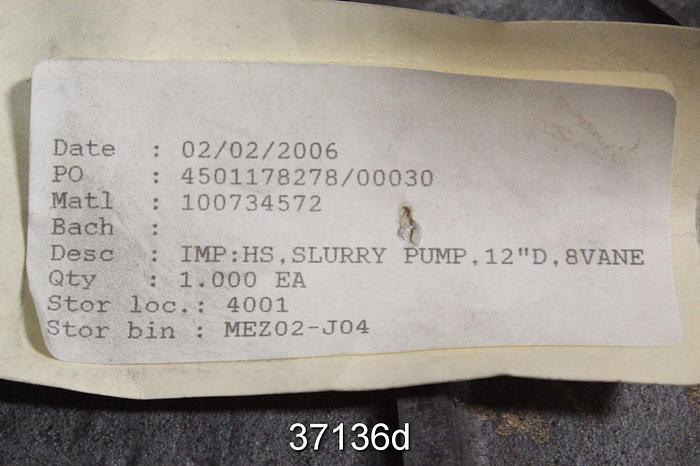 Date : 02/02/2006
PO : 4501178278/00030
Matl : 100734572
Bach :
Desc : IMP:HS,SLURRY PUMP,12"D,8VANE
Qty : 1.000 EA
Stor loc.: 4001
Stor bin : MEZ02-J04
37136d